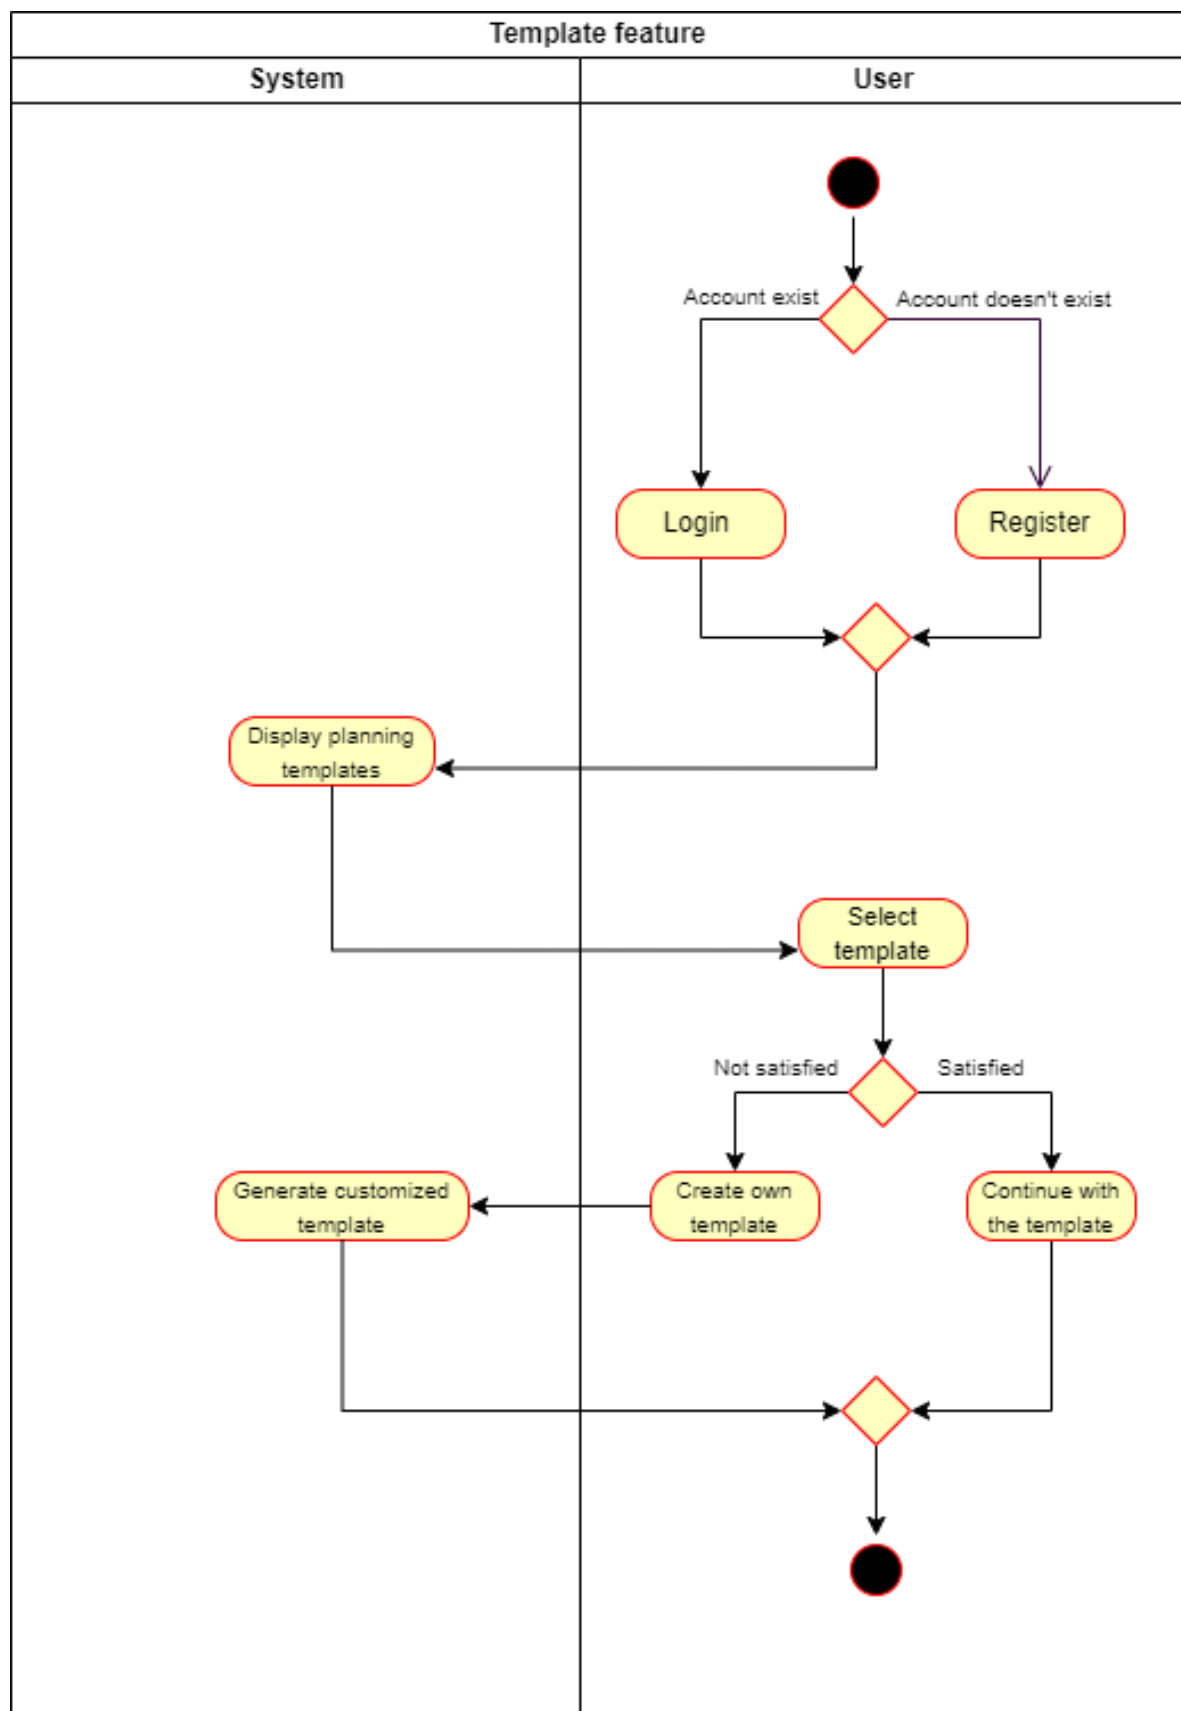 Template feature
System
User
Account exist
Account doesn't exist
Login
Register
Display planning
templates
Select
template
Not satisfied
Satisfied
Generate customized
template
Create own
template
Continue with
the template